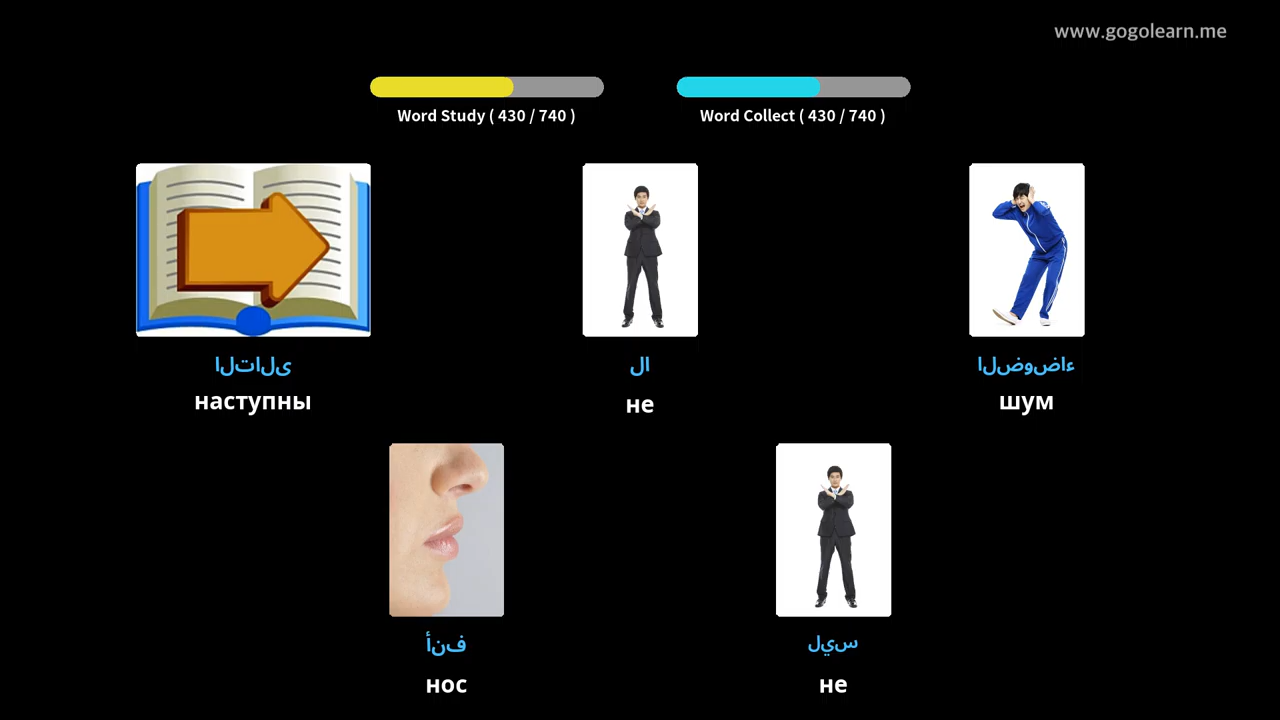 www.gogolearn.me
Word Study ( 430 / 740 )
Word Collect ( 430 / 740 )
التالى
наступны
لا
не
الضوضاء
шум
أنف
нос
ليس
не